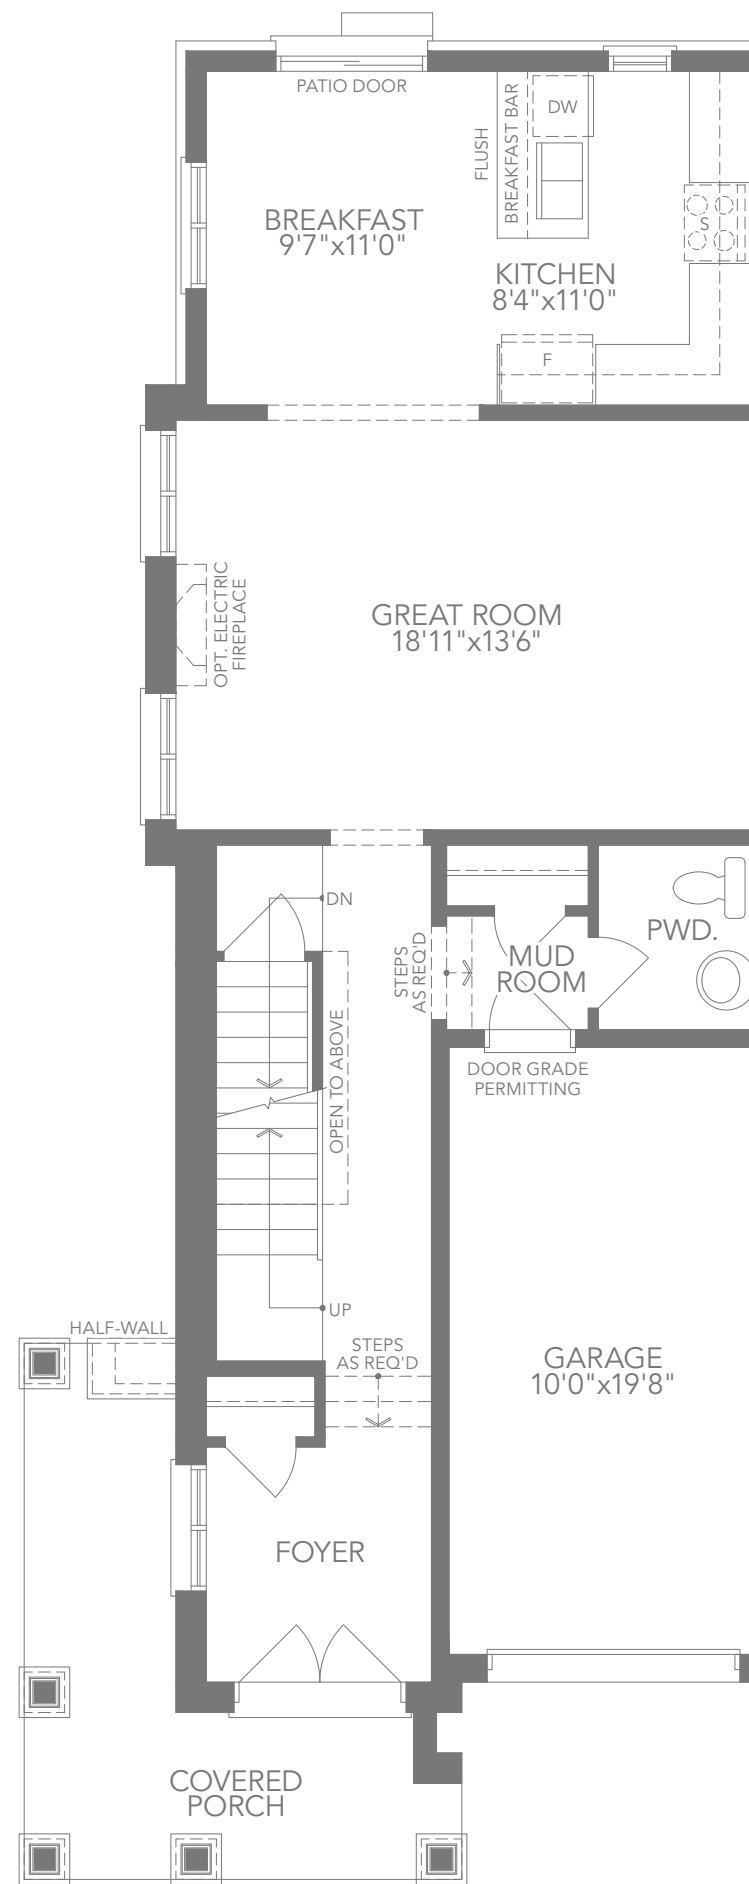 PATIO DOOR
FLUSH
BREAKFAST BAR
DW
BREAKFAST
9'7"x11'0"
S
KITCHEN
8'4"x11'0"
F
OPT. ELECTRIC
FIREPLACE
GREAT ROOM
18'11"x13'6"
DN
STEPS
AS REQ'D
MUD
ROOM
PWD.
OPEN TO ABOVE
DOOR GRADE
PERMITTING
UP
HALF-WALL
STEPS
AS REQ'D
GARAGE
10'0"x19'8"
FOYER
COVERED
PORCH